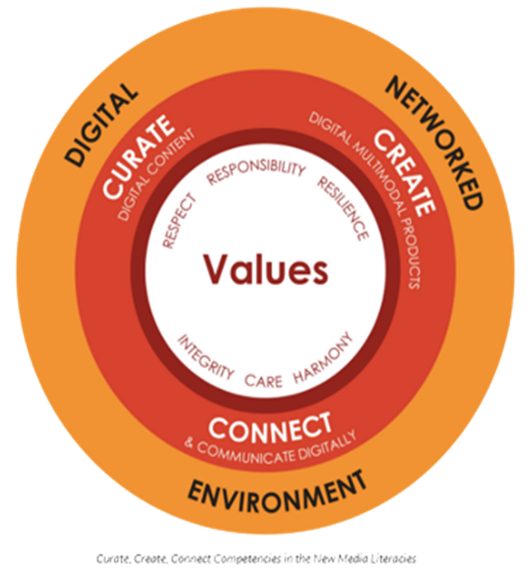 DIGITAL
NETWORKED
ENVIRONMENT
CURATE
DIGITAL CONTENT
CREATE
DIGITAL MULTIMODAL PRODUCTS
CONNECT
& COMMUNICATE DIGITALLY
RESPECT
RESPONSIBILITY
RESILIENCE
Values
INTEGRITY
CARE
HARMONY
Curate, Create, Connect Competencies in the New Media Literacies